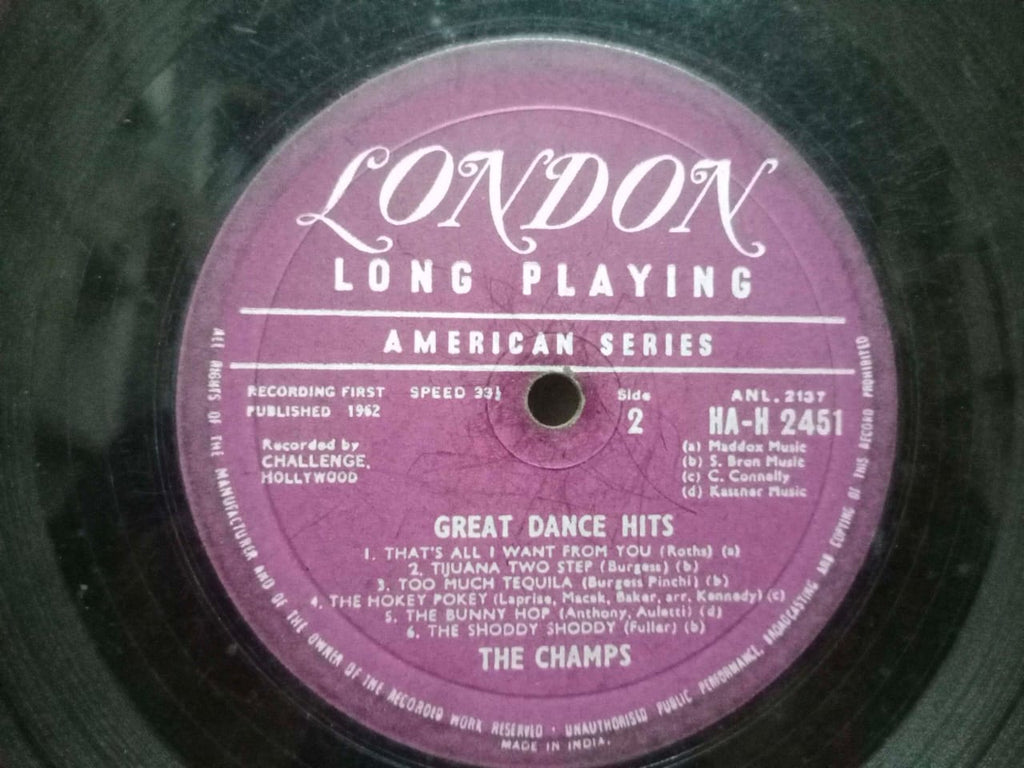 LONDON
LONG PLAYING
AMERICAN SERIES
RECORDING FIRST
PUBLISHED 1962
SPEED 33⅓
Side
2
ANL. 2137
HA-H 2451
Recorded by
CHALLENGE,
HOLLYWOOD
(a) Maddox Music
(b) S. Bron Music
(c) C. Connelly
(d) Kassner Music
GREAT DANCE HITS
1. THAT'S ALL I WANT FROM YOU (Roths) (a)
2. TIJUANA TWO STEP (Burgess) (b)
3. TOO MUCH TEQUILA (Burgess Pinchi) (b)
4. THE HOKEY POKEY (Laprise, Macak, Baker, arr. Kennedy) (c)
5. THE BUNNY HOP (Anthony, Auletti) (d)
6. THE SHODDY SHODDY (Fuller) (b)
THE CHAMPS
ALL RIGHTS OF THE MANUFACTURER AND OF THE OWNER OF THE RECORDED WORK RESERVED · UNAUTHORISED PUBLIC PERFORMANCE, BROADCASTING AND COPYING OF THIS RECORD PROHIBITED
MADE IN INDIA.